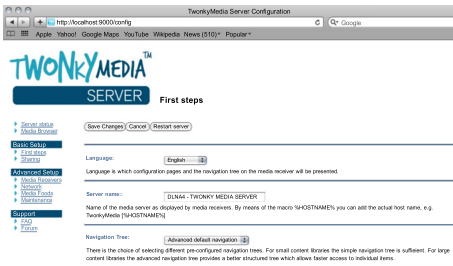 TwonkyMedia Server Configuration
http://localhost:9000/config
Google
Apple Yahoo! Google Maps YouTube Wikipedia News (510) Popular
TWONKYMEDIA™
SERVER
First steps
Server status
Media Browser
Save Changes Cancel Restart server
Basic Setup
First steps
Sharing
Advanced Setup
Media Receivers
Network
Media Feeds
Maintenance
Support
FAQ
Forum
Language: English
Language in which configuration pages and the navigation tree on the media receiver will be presented.
Server name:: DLNA4 - TWONKY MEDIA SERVER
Name of the media server as displayed by media receivers. By means of the macro %HOSTNAME% you can add the actual host name, e.g.
TwonkyMedia [%HOSTNAME%]
Navigation Tree: Advanced default navigation
There is the choice of selecting different pre-configured navigation trees. For small content libraries the simple navigation tree is suffieient. For large
content libraries the advanced navigation tree provides a better structured tree which allows faster access to individual items.